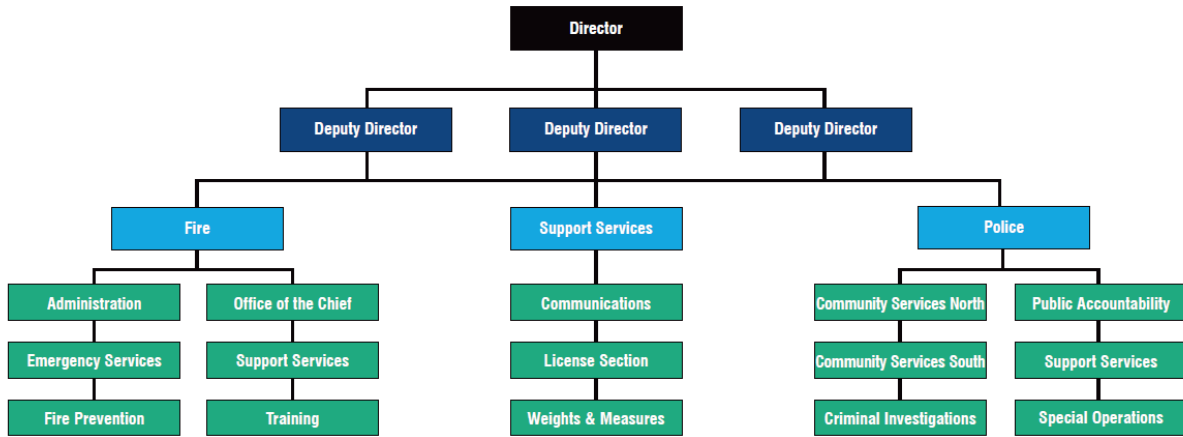 Director
Deputy Director
Deputy Director
Deputy Director
Fire
Support Services
Police
Administration
Office of the Chief
Communications
Community Services North
Public Accountability
Emergency Services
Support Services
License Section
Community Services South
Support Services
Fire Prevention
Training
Weights & Measures
Criminal Investigations
Special Operations